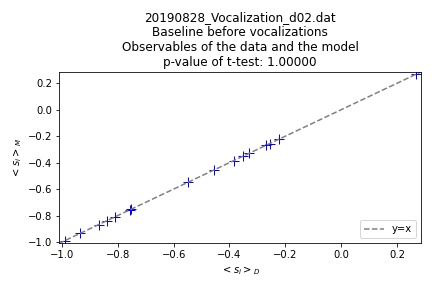 20190828_Vocalization_d02.dat
Baseline before vocalizations
Observables of the data and the model
p-value of t-test: 1.00000
0.2
0.0
−0.2
−0.4
−0.6
−0.8
−1.0
< s_i >_M
−1.0 −0.8 −0.6 −0.4 −0.2 0.0 0.2
< s_i >_D
y=x